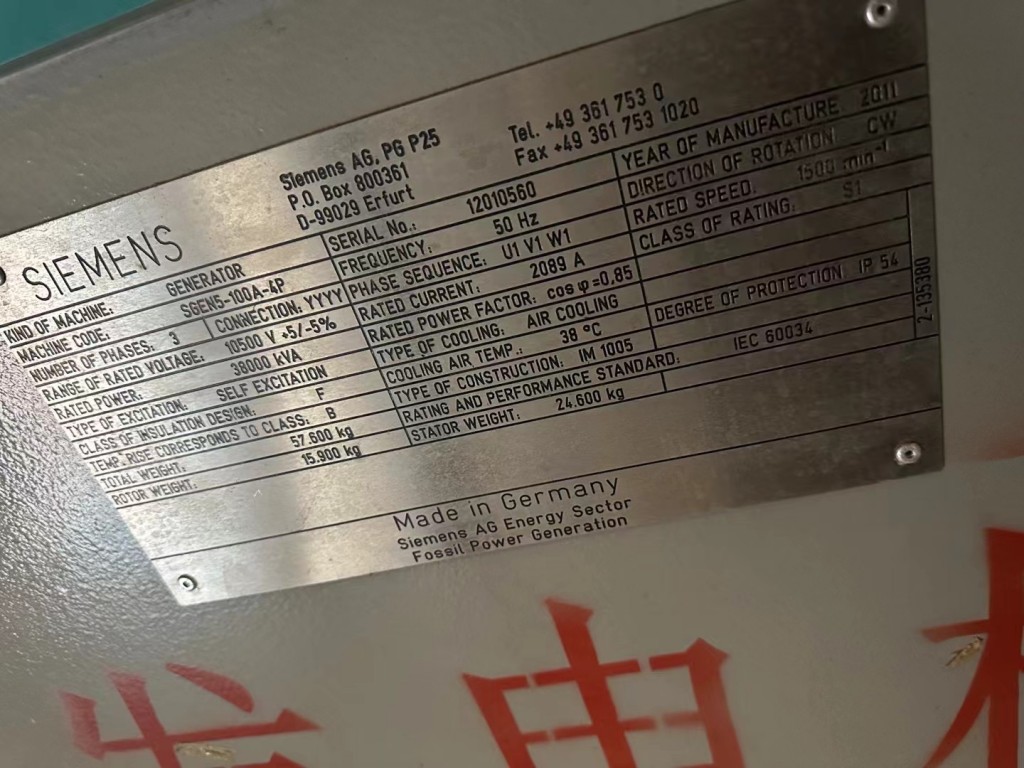 SIEMENS
Siemens AG, PG P25
P.O. Box 800361
D-99029 Erfurt
Tel. +49 361 753 0
Fax +49 361 753 1020
KIND OF MACHINE: GENERATOR
MACHINE CODE: SGEN5-100A-4P
NUMBER OF PHASES: 3 CONNECTION: YYYY
RANGE OF RATED VOLTAGE: 10500 V +5/-5%
RATED POWER: 38000 kVA
TYPE OF EXCITATION: SELF EXCITATION
CLASS OF INSULATION DESIGN: F
TEMP. RISE CORRESPONDS TO CLASS: B
TOTAL WEIGHT: 57.600 kg
ROTOR WEIGHT: 15.900 kg
SERIAL No.: 12010560
FREQUENCY: 50 Hz
PHASE SEQUENCE: U1 V1 W1
RATED CURRENT: 2089 A
RATED POWER FACTOR: cos φ=0,85
TYPE OF COOLING: AIR COOLING
COOLING AIR TEMP.: 38 °C
TYPE OF CONSTRUCTION: IM 1005
RATING AND PERFORMANCE STANDARD: IEC 60034
STATOR WEIGHT: 24.600 kg
YEAR OF MANUFACTURE: 2011
DIRECTION OF ROTATION: CW
RATED SPEED: 1500 min⁻¹
CLASS OF RATING: S1
DEGREE OF PROTECTION: IP 54
2-135380
Made in Germany
Siemens AG Energy Sector
Fossil Power Generation
发电